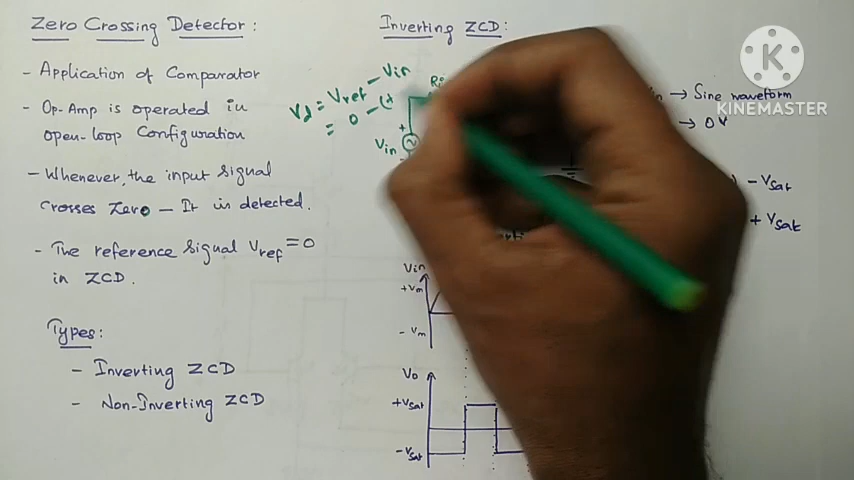 Zero Crossing Detector :
- Application of Comparator
- Op-Amp is operated in
open-loop Configuration
- Whenever, the input signal
crosses zero - It is detected.
- The reference signal Vref = 0
in ZCD.
Types:
- Inverting ZCD
- Non-Inverting ZCD
Inverting ZCD:
Vd = Vref - Vin
= 0 - (+
+
Vin
-
→ Sine waveform
→ 0V
- Vsat
+ Vsat
Vin
+Vm
- Vm
Vo
+Vsat
-Vsat
K
KINEMASTER